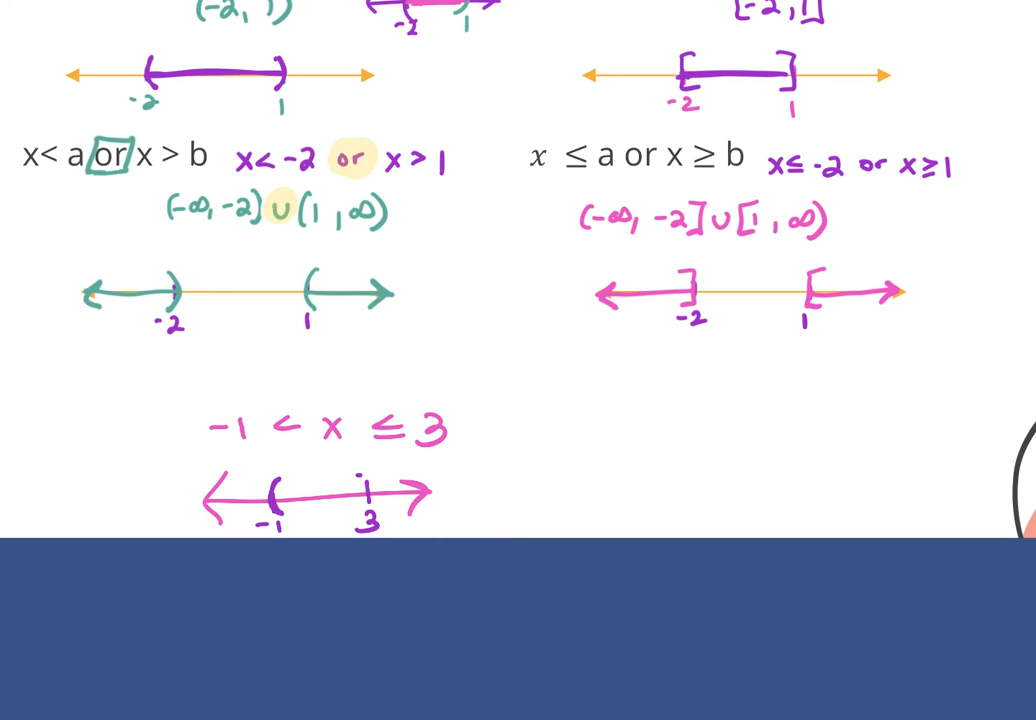 (-2, 1)
-2 1
[-2, 1]
-2 1
-2 1
x< a or x > b x < -2 or x > 1
(-∞, -2) ∪ (1, ∞)
-2 1
x ≤ a or x ≥ b x ≤ -2 or x ≥ 1
(-∞, -2] ∪ [1, ∞)
-2 1
-1 < x ≤ 3
-1 3